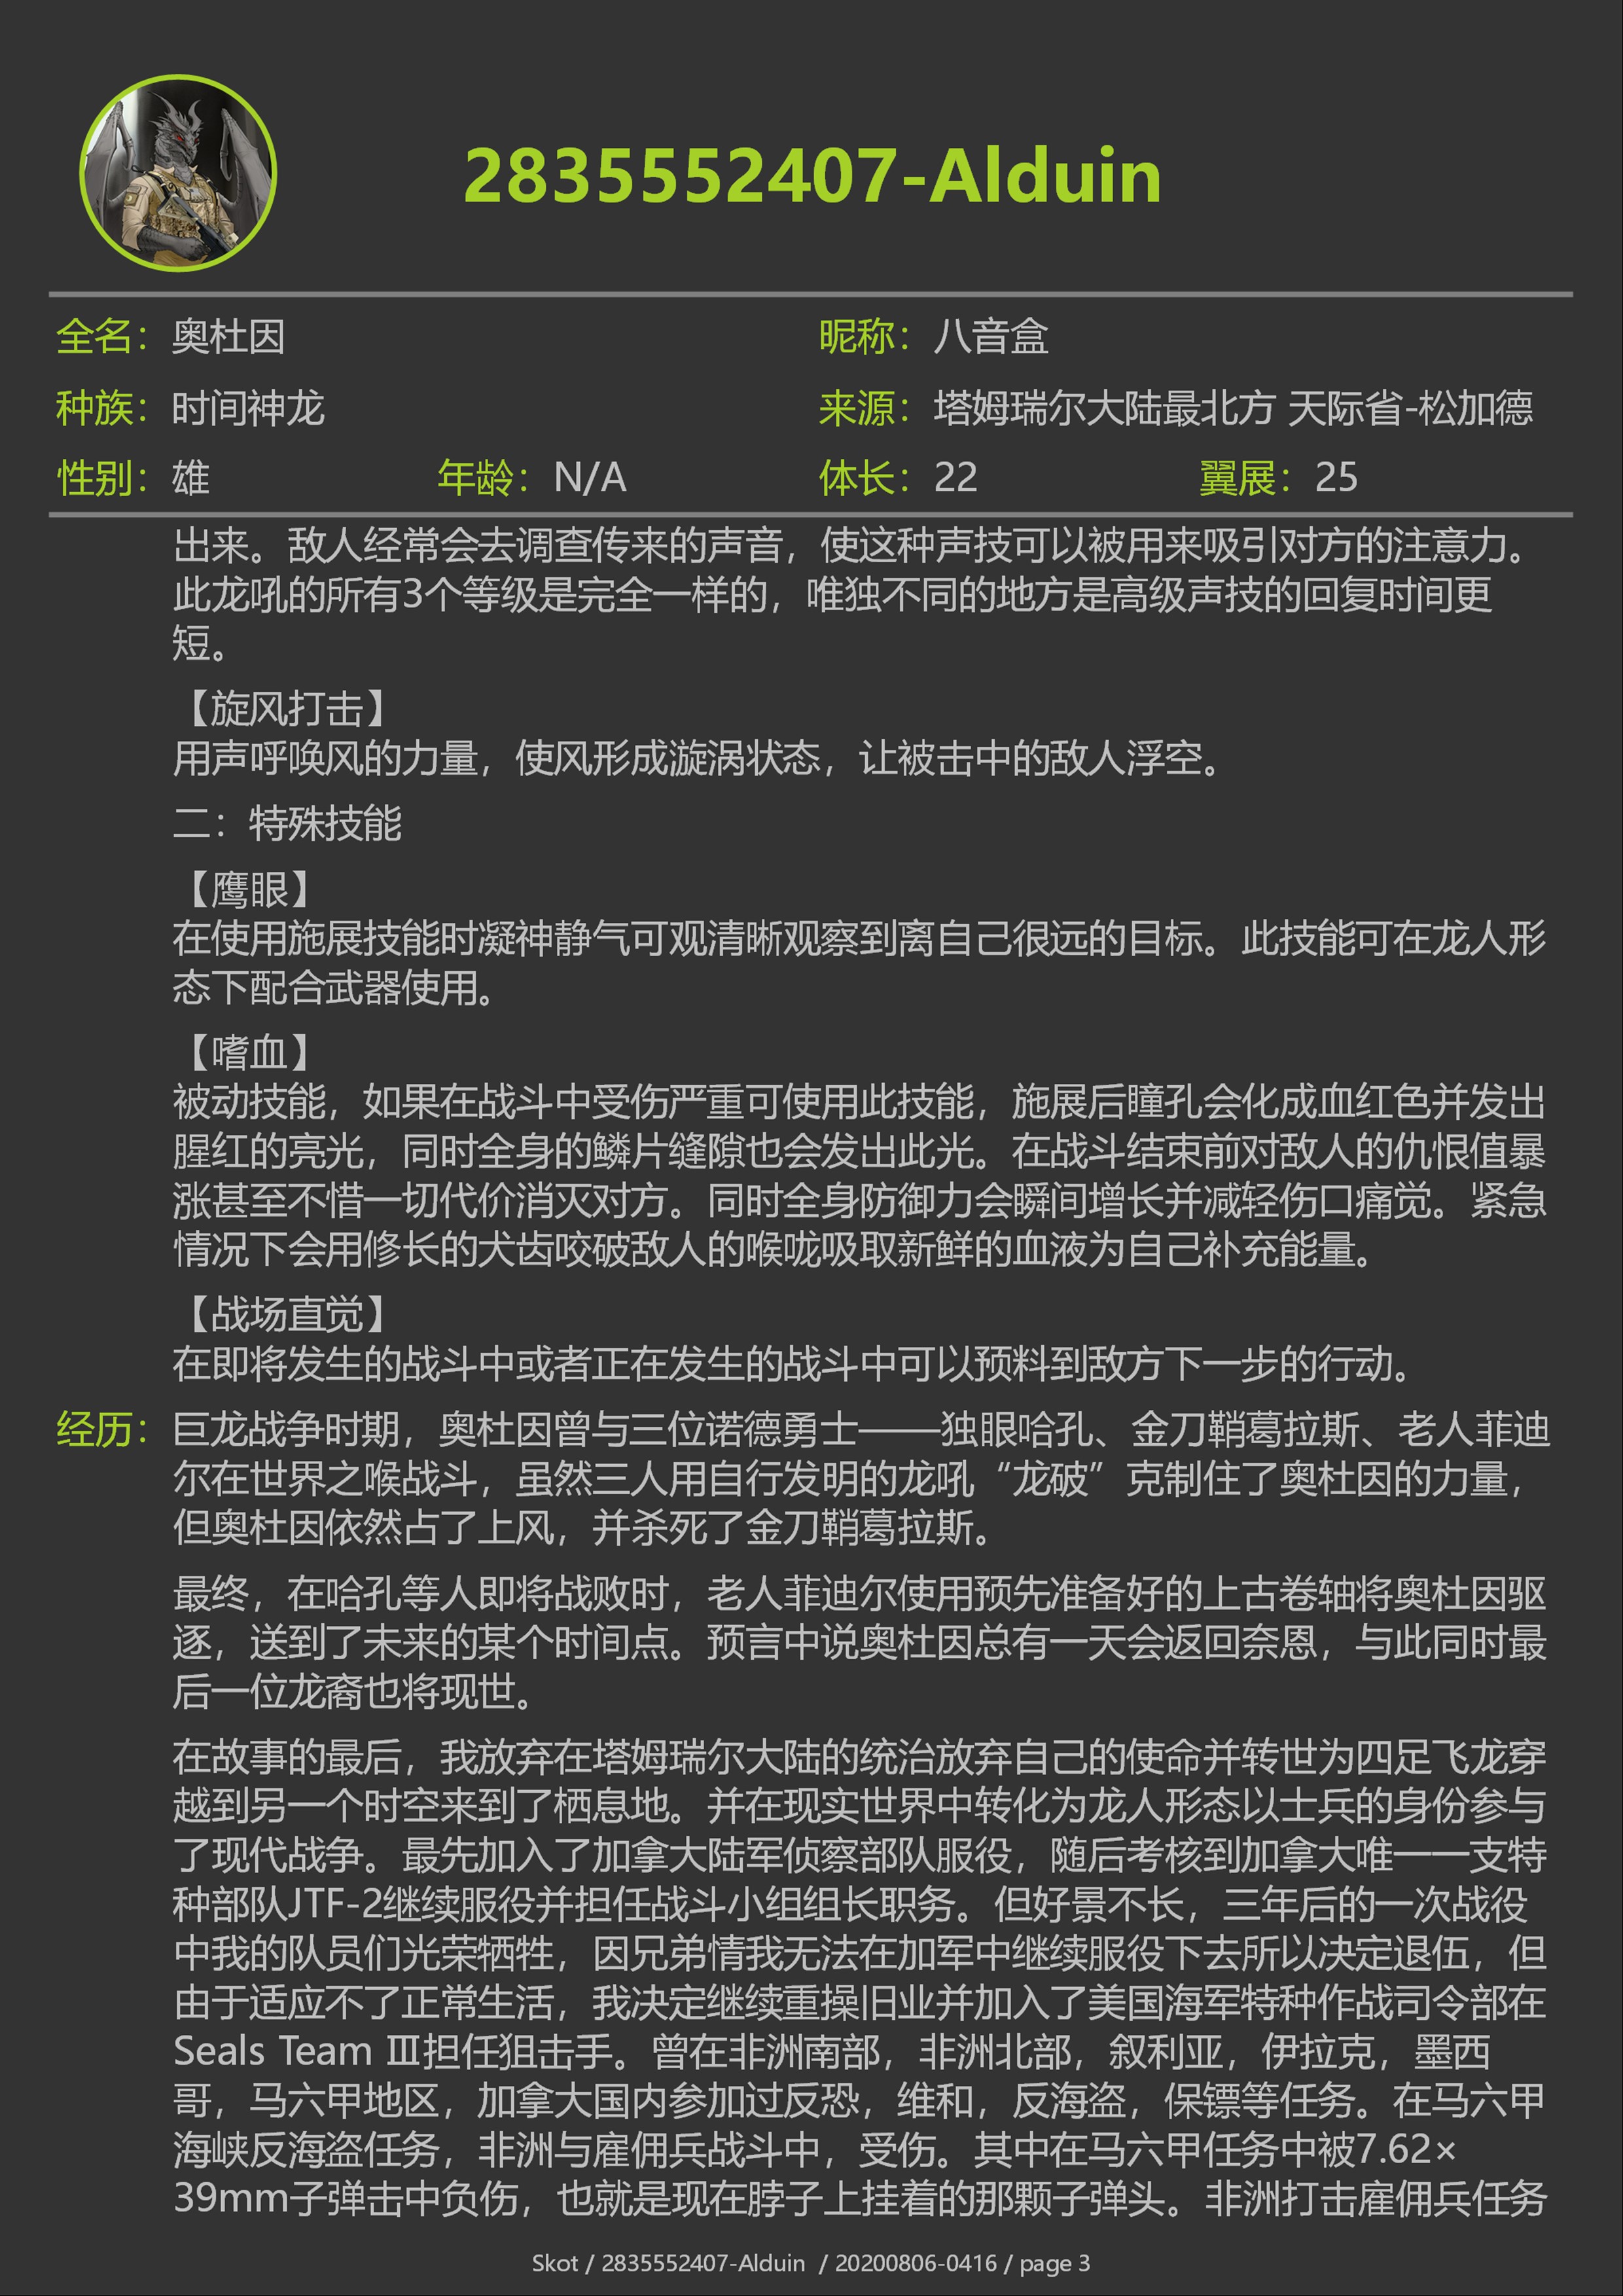 2835552407-Alduin
全名：奥杜因
昵称：八音盒
种族：时间神龙
来源：塔姆瑞尔大陆最北方 天际省-松加德
性别：雄
年龄：N/A
体长：22
翼展：25
出来。敌人经常会去调查传来的声音，使这种声技可以被用来吸引对方的注意力。
此龙吼的所有3个等级是完全一样的，唯独不同的地方是高级声技的回复时间更
短。
【旋风打击】
用声呼唤风的力量，使风形成漩涡状态，让被击中的敌人浮空。
二：特殊技能
【鹰眼】
在使用施展技能时凝神静气可观清晰观察到离自己很远的目标。此技能可在龙人形
态下配合武器使用。
【嗜血】
被动技能，如果在战斗中受伤严重可使用此技能，施展后瞳孔会化成血红色并发出
腥红的亮光，同时全身的鳞片缝隙也会发出此光。在战斗结束前对敌人的仇恨值暴
涨甚至不惜一切代价消灭对方。同时全身防御力会瞬间增长并减轻伤口痛觉。紧急
情况下会用修长的犬齿咬破敌人的喉咙吸取新鲜的血液为自己补充能量。
【战场直觉】
在即将发生的战斗中或者正在发生的战斗中可以预料到敌方下一步的行动。
经历：巨龙战争时期，奥杜因曾与三位诺德勇士——独眼哈孔、金刀鞘葛拉斯、老人菲迪
尔在世界之喉战斗，虽然三人用自行发明的龙吼“龙破”克制住了奥杜因的力量，
但奥杜因依然占了上风，并杀死了金刀鞘葛拉斯。
最终，在哈孔等人即将战败时，老人菲迪尔使用预先准备好的上古卷轴将奥杜因驱
逐，送到了未来的某个时间点。预言中说奥杜因总有一天会返回奈恩，与此同时最
后一位龙裔也将现世。
在故事的最后，我放弃在塔姆瑞尔大陆的统治放弃自己的使命并转世为四足飞龙穿
越到另一个时空来到了栖息地。并在现实世界中转化为龙人形态以士兵的身份参与
了现代战争。最先加入了加拿大陆军侦察部队服役，随后考核到加拿大唯一一支特
种部队JTF-2继续服役并担任战斗小组组长职务。但好景不长，三年后的一次战役
中我的队员们光荣牺牲，因兄弟情我无法在加军中继续服役下去所以决定退伍，但
由于适应不了正常生活，我决定继续重操旧业并加入了美国海军特种作战司令部在
Seals Team Ⅲ担任狙击手。曾在非洲南部，非洲北部，叙利亚，伊拉克，墨西
哥，马六甲地区，加拿大国内参加过反恐，维和，反海盗，保镖等任务。在马六甲
海峡反海盗任务，非洲与雇佣兵战斗中，受伤。其中在马六甲任务中被7.62×
39mm子弹击中负伤，也就是现在脖子上挂着的那颗子弹头。非洲打击雇佣兵任务
Skot / 2835552407-Alduin / 20200806-0416 / page 3